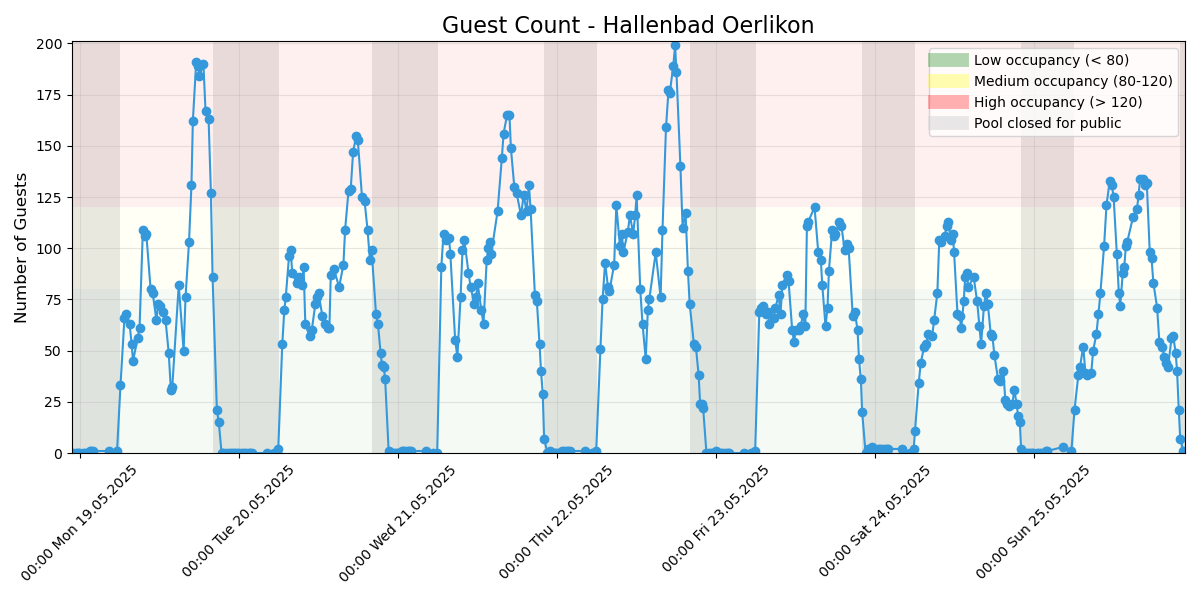 Guest Count - Hallenbad Oerlikon
Number of Guests
200
175
150
125
100
75
50
25
0
Low occupancy (< 80)
Medium occupancy (80-120)
High occupancy (> 120)
Pool closed for public
00:00 Mon 19.05.2025
00:00 Tue 20.05.2025
00:00 Wed 21.05.2025
00:00 Thu 22.05.2025
00:00 Fri 23.05.2025
00:00 Sat 24.05.2025
00:00 Sun 25.05.2025